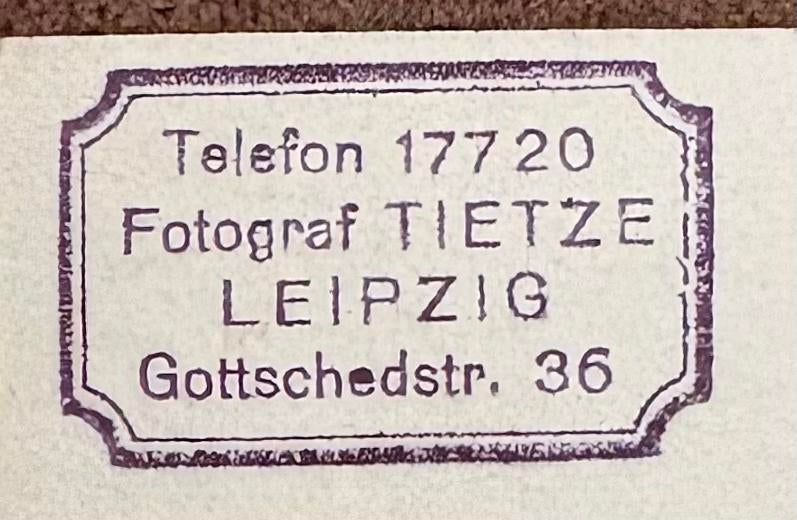 Telefon 17720
Fotograf TIETZE
LEIPZIG
Gottschedstr. 36